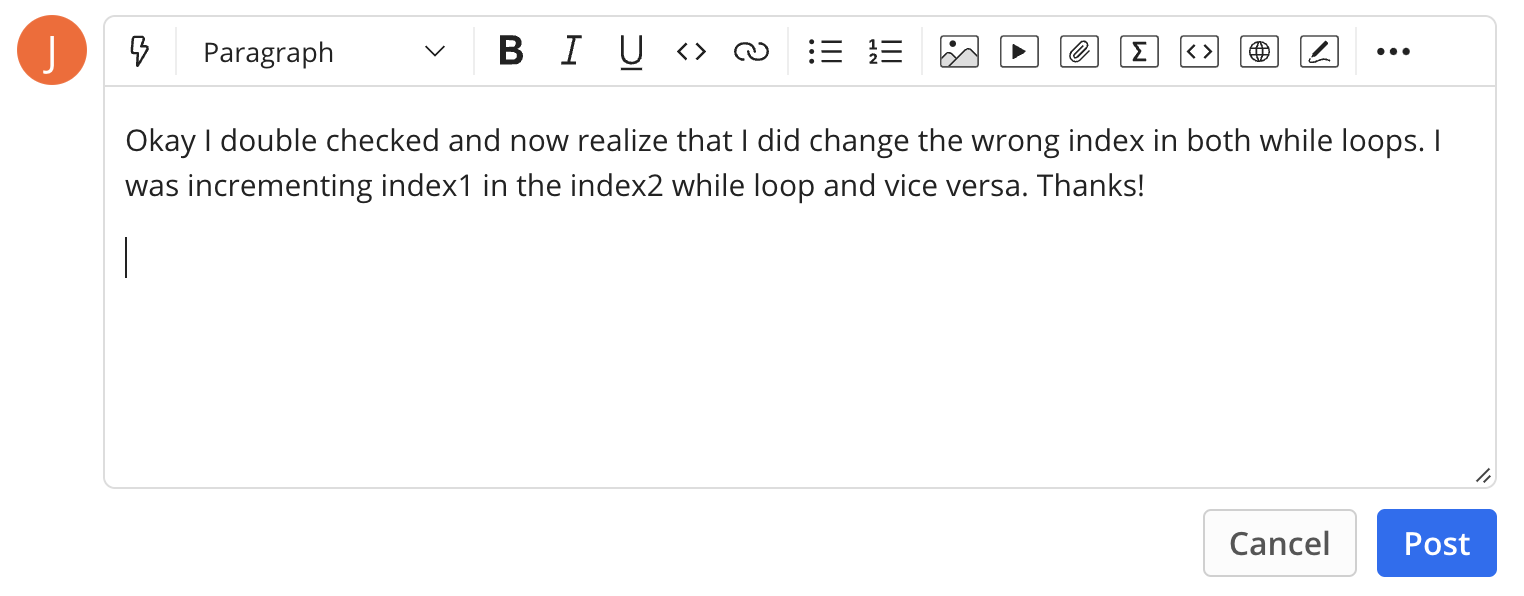 J
Paragraph
Okay I double checked and now realize that I did change the wrong index in both while loops. I
was incrementing index1 in the index2 while loop and vice versa. Thanks!
Cancel Post